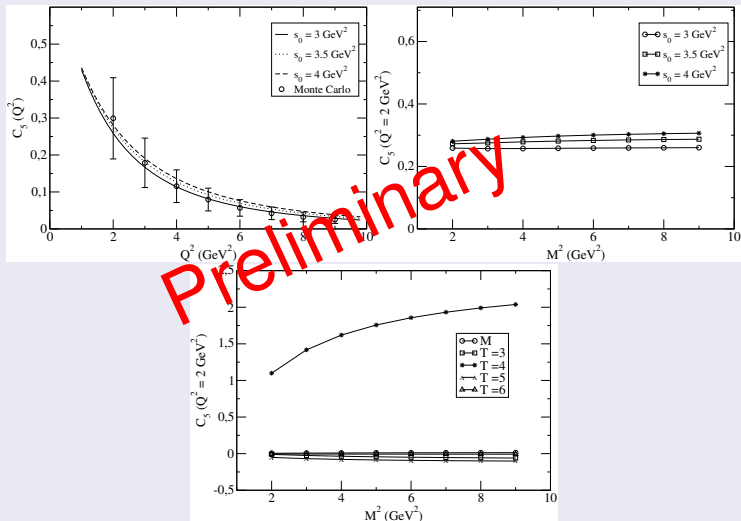 0,5
0,4
0,3
0,2
0,1
0
C₅ (Q²)
s₀ = 3 GeV²
s₀ = 3.5 GeV²
s₀ = 4 GeV²
Monte Carlo
0 2 4 6 8 10
Q² (GeV²)
0,6
0,3
0
C₅ (Q² = 2 GeV²)
s₀ = 3 GeV²
s₀ = 3.5 GeV²
s₀ = 4 GeV²
2 4 6 8 10
M² (GeV²)
Preliminary
2,5
2
1,5
1
0,5
0
-0,5
C₅ (Q² = 2 GeV²)
M
T =3
T =4
T =5
T =6
2 4 6 8 10
M² (GeV²)